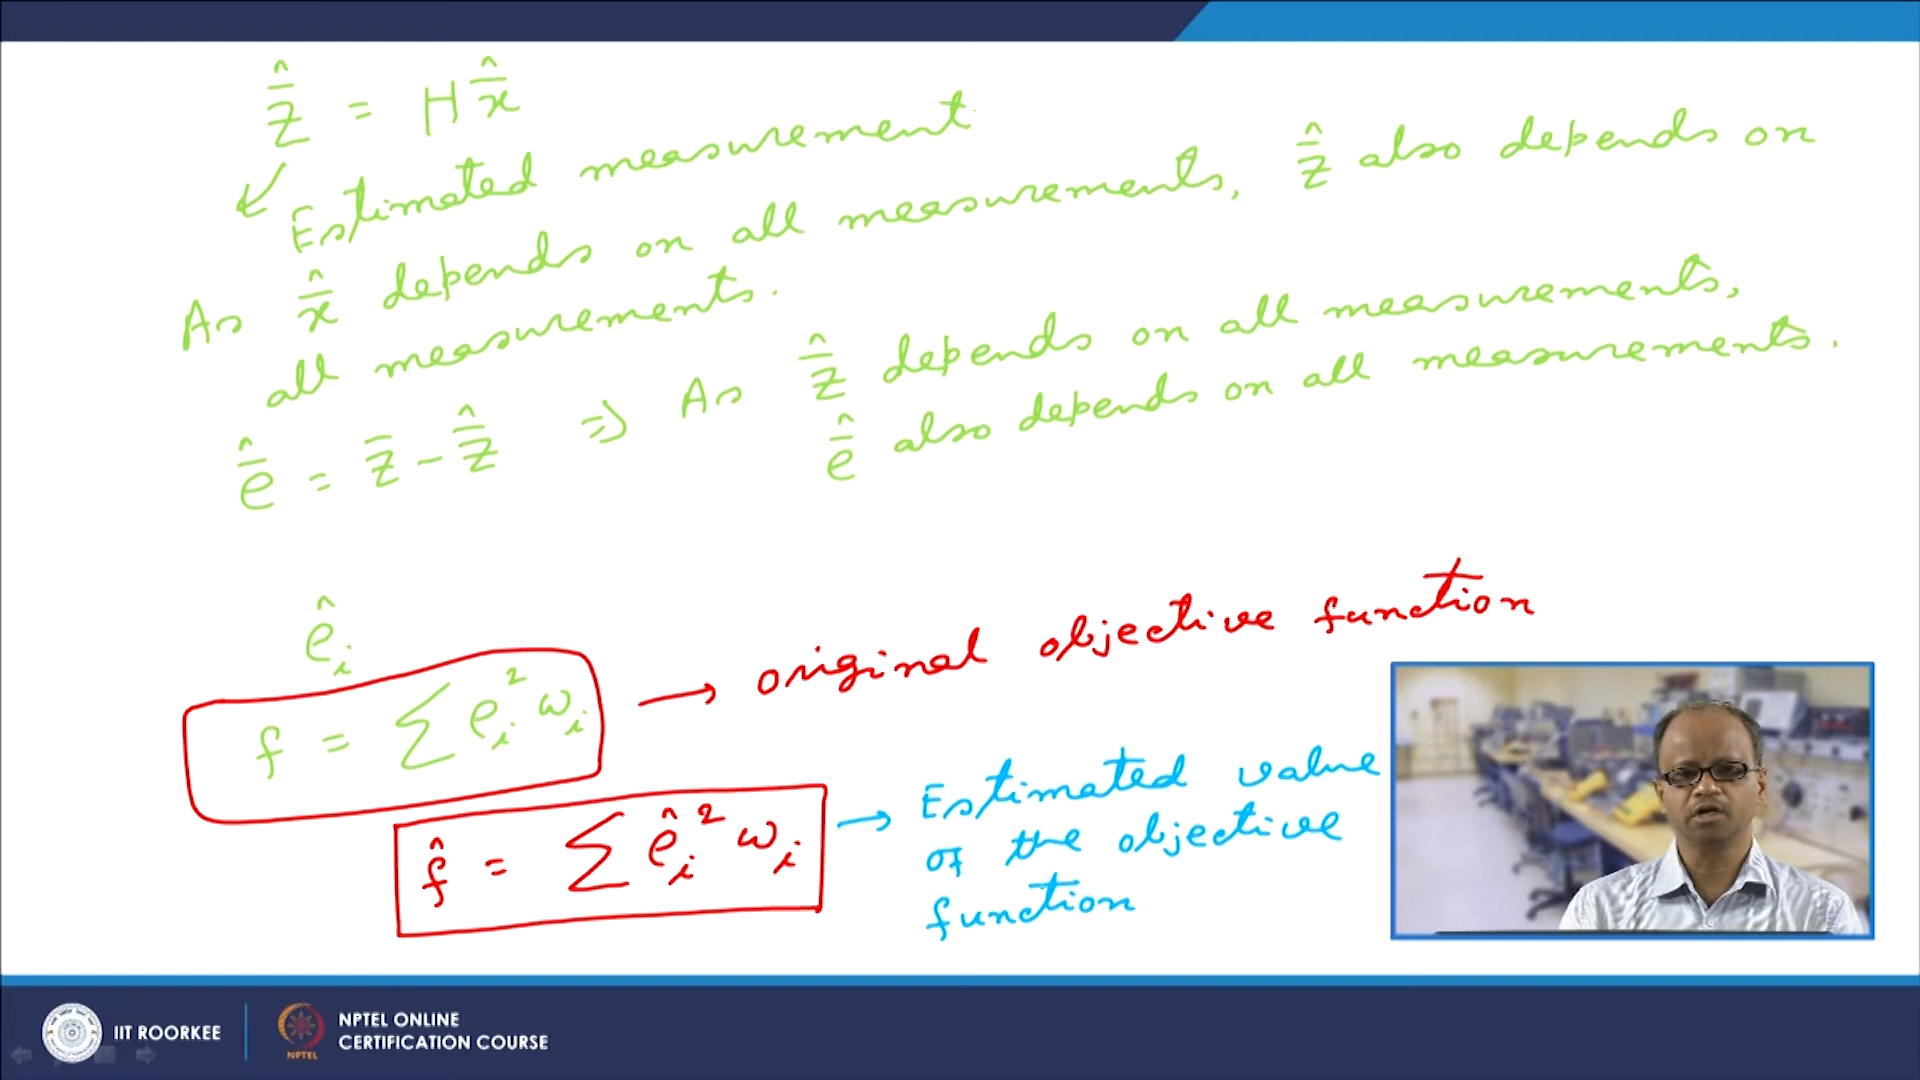 ẑ̄ = H x̂̄
↙ Estimated measurement.
As x̂̄ depends on all measurements, ẑ̄ also depends on
all measurements.
ê̄ = z̄ - ẑ̄ ⇒ As ẑ̄ depends on all measurements,
ê̄ also depends on all measurements.
êᵢ
f = ∑ eᵢ² ωᵢ → original objective function
f̂ = ∑ êᵢ² ωᵢ → Estimated value
of the objective
function
IIT ROORKEE
NPTEL
NPTEL ONLINE
CERTIFICATION COURSE